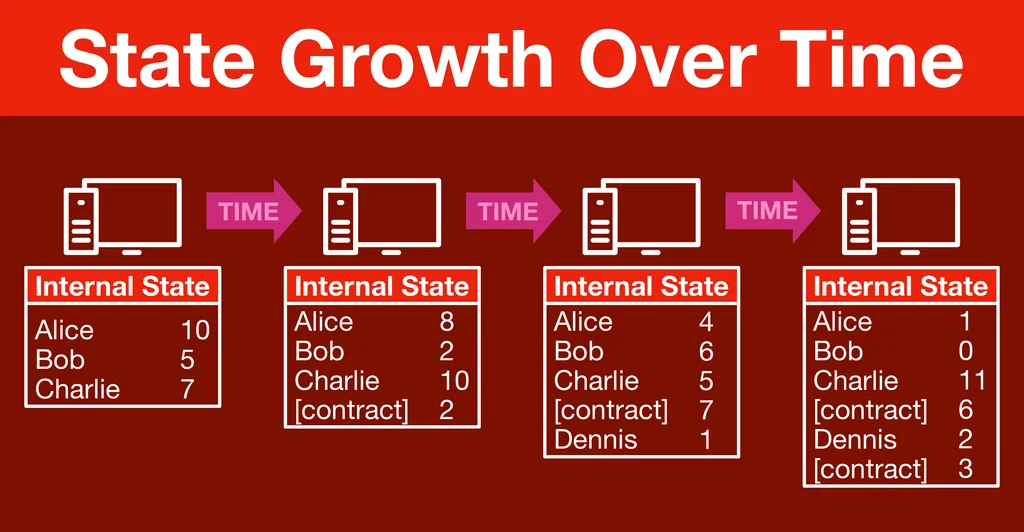 State Growth Over Time
TIME
TIME
TIME
Internal State
Alice 10
Bob 5
Charlie 7
Internal State
Alice 8
Bob 2
Charlie 10
[contract] 2
Internal State
Alice 4
Bob 6
Charlie 5
[contract] 7
Dennis 1
Internal State
Alice 1
Bob 0
Charlie 11
[contract] 6
Dennis 2
[contract] 3